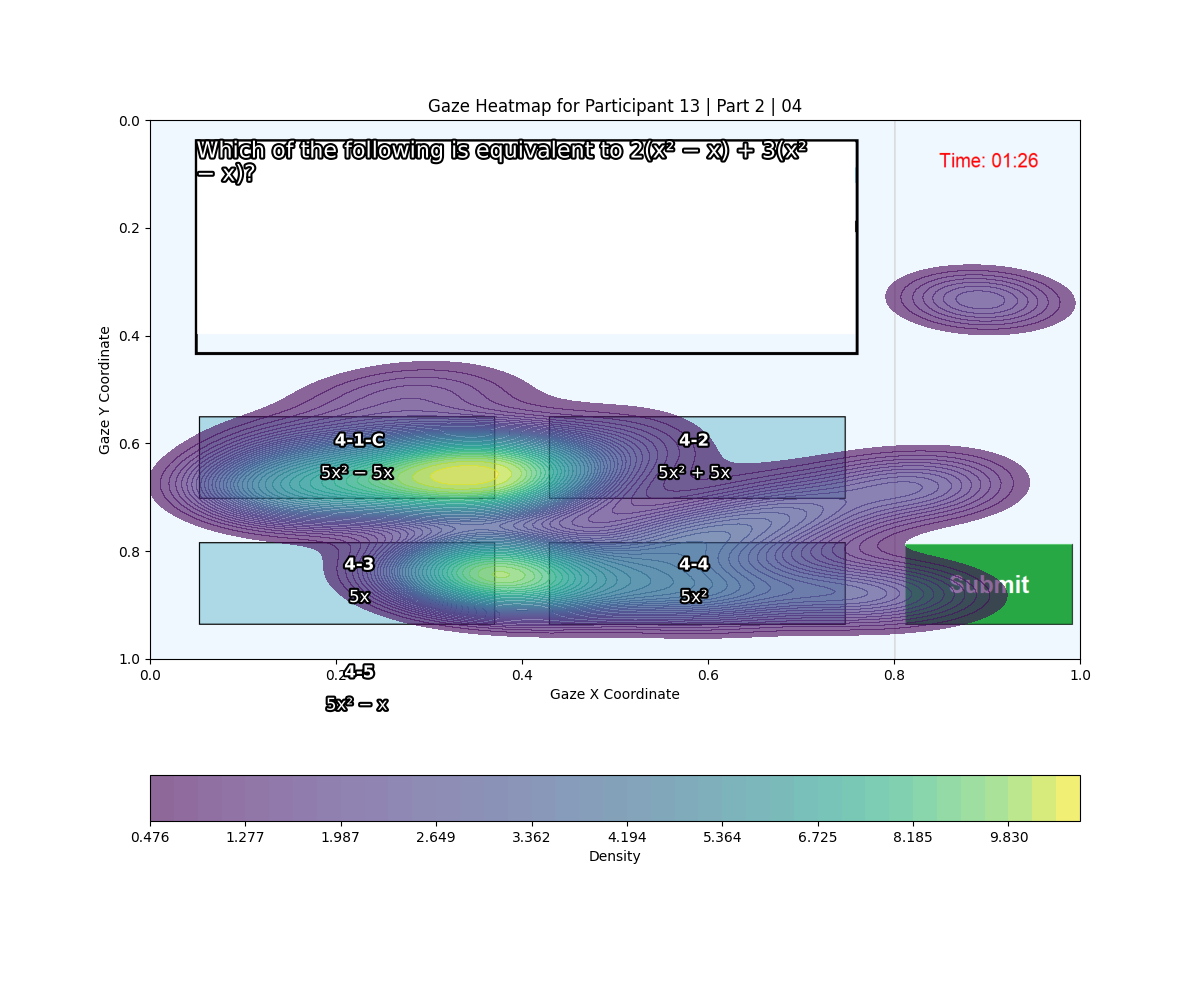 Gaze Heatmap for Participant 13 | Part 2 | 04
Which of the following is equivalent to 2(x² − x) + 3(x²
− x)?
Time: 01:26
0.0
0.2
0.4
0.6
0.8
1.0
Gaze Y Coordinate
4-1-C
5x² − 5x
4-2
5x² + 5x
4-3
5x
4-4
5x²
Submit
4-5
5x² − x
0.0
0.2
0.4
0.6
0.8
1.0
Gaze X Coordinate
0.476
1.277
1.987
2.649
3.362
4.194
5.364
6.725
8.185
9.830
Density